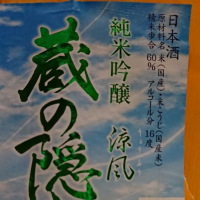 日本酒
原材料名 米(国産)・米こうじ(国産米)
精米歩合 60% アルコール分 16度
純米吟醸 涼風
蔵の隠